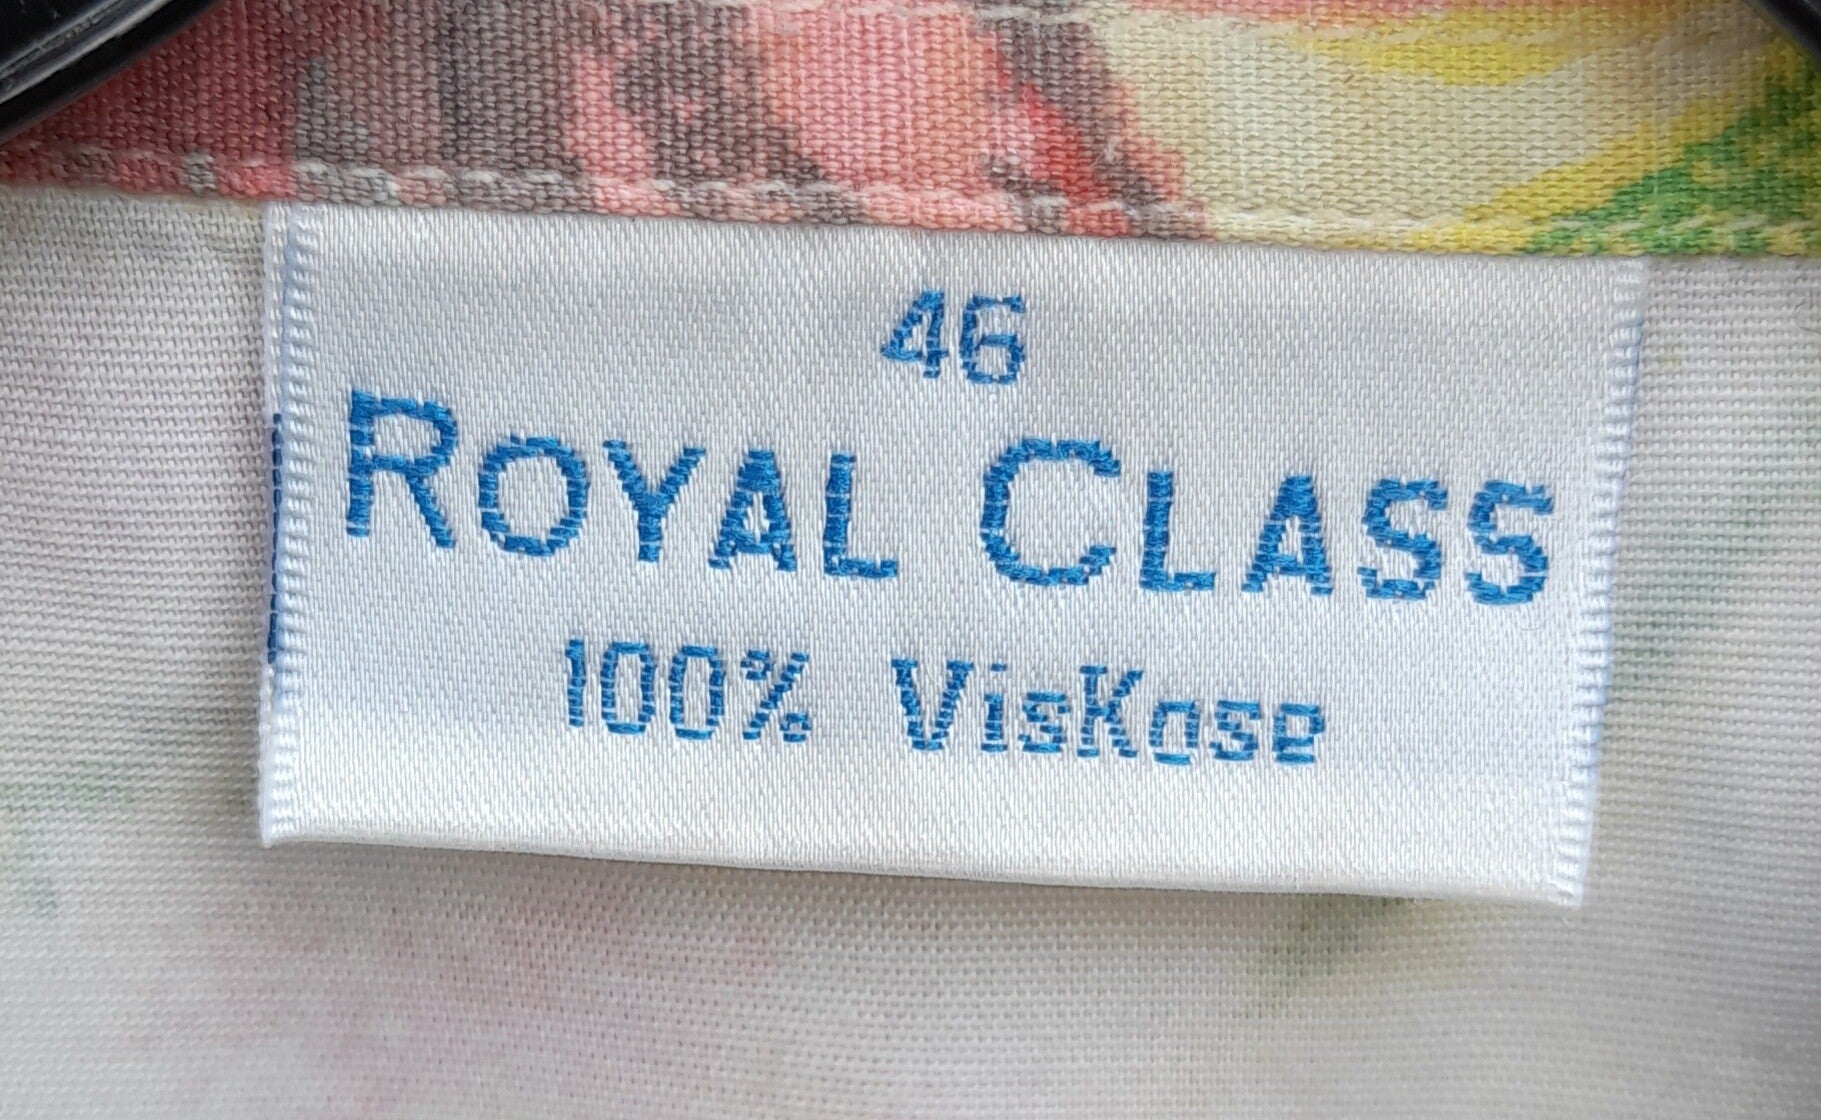 46
ROYAL CLASS
100% VisKose